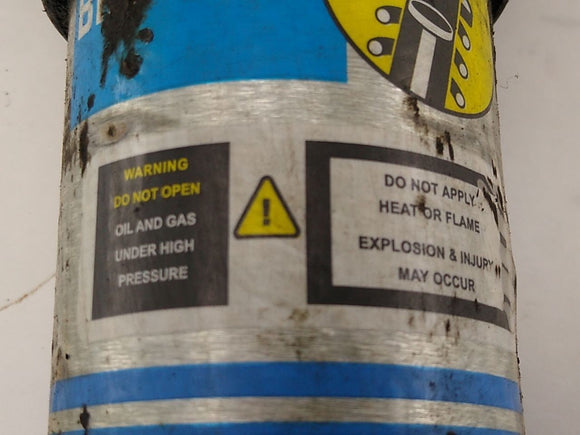 WARNING
DO NOT OPEN
OIL AND GAS
UNDER HIGH
PRESSURE
!
DO NOT APPLY
HEAT OR FLAME
EXPLOSION & INJURY
MAY OCCUR